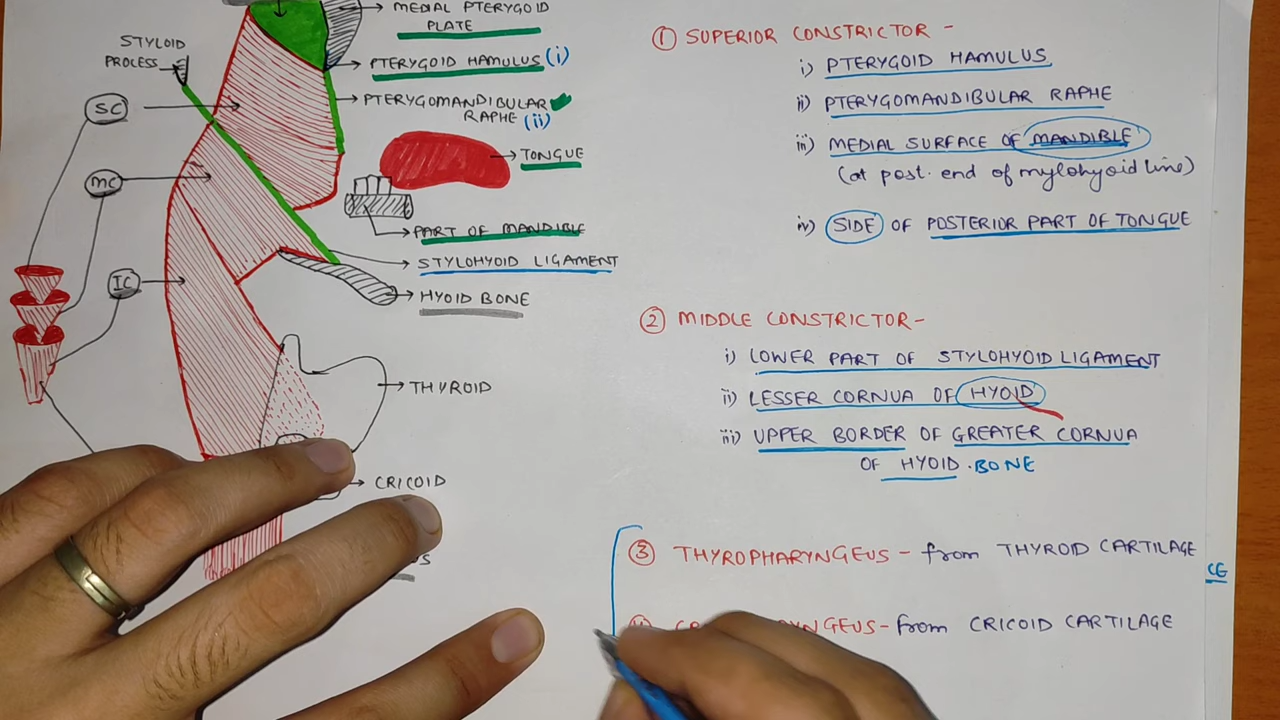 MEDIAL PTERYGOID
PLATE
STYLOID
PROCESS
PTERYGOID HAMULUS (i)
SC
PTERYGOMANDIBULAR
RAPHE (ii)
TONGUE
MC
PART OF MANDIBLE
STYLOHYOID LIGAMENT
IC
HYOID BONE
THYROID
CRICOID
① SUPERIOR CONSTRICTOR -
i) PTERYGOID HAMULUS
ii) PTERYGOMANDIBULAR RAPHE
iii) MEDIAL SURFACE OF MANDIBLE
(at post. end of mylohyoid line)
iv) SIDE OF POSTERIOR PART OF TONGUE
② MIDDLE CONSTRICTOR-
i) LOWER PART OF STYLOHYOID LIGAMENT
ii) LESSER CORNUA OF HYOID
iii) UPPER BORDER OF GREATER CORNUA
OF HYOID . BONE
③ THYROPHARYNGEUS - from THYROID CARTILAGE
CG
from CRICOID CARTILAGE